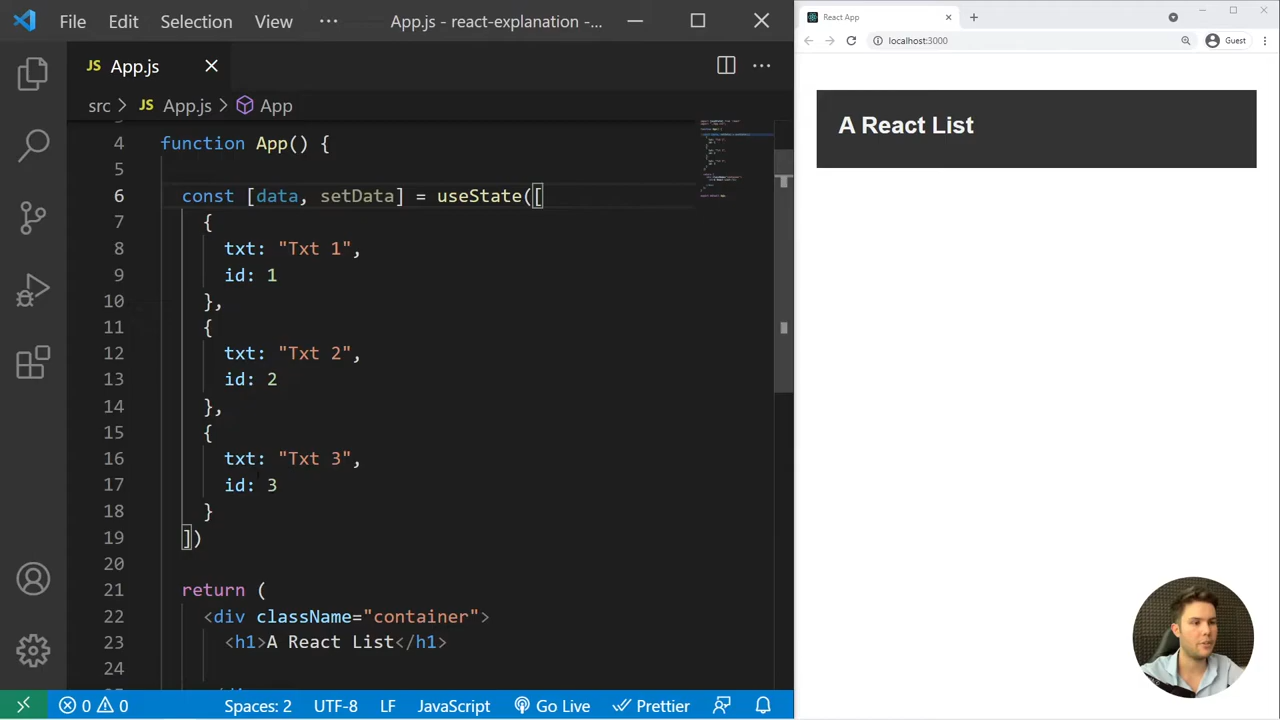 File Edit Selection View ··· App.js - react-explanation -...
JS App.js
src > JS App.js > App
4 function App() {
5
6 const [data, setData] = useState([
7 {
8 txt: "Txt 1",
9 id: 1
10 },
11 {
12 txt: "Txt 2",
13 id: 2
14 },
15 {
16 txt: "Txt 3",
17 id: 3
18 }
19 ])
20
21 return (
22 <div className="container">
23 <h1>A React List</h1>
24
0 0 Spaces: 2 UTF-8 LF JavaScript Go Live Prettier
React App
localhost:3000 Guest
A React List